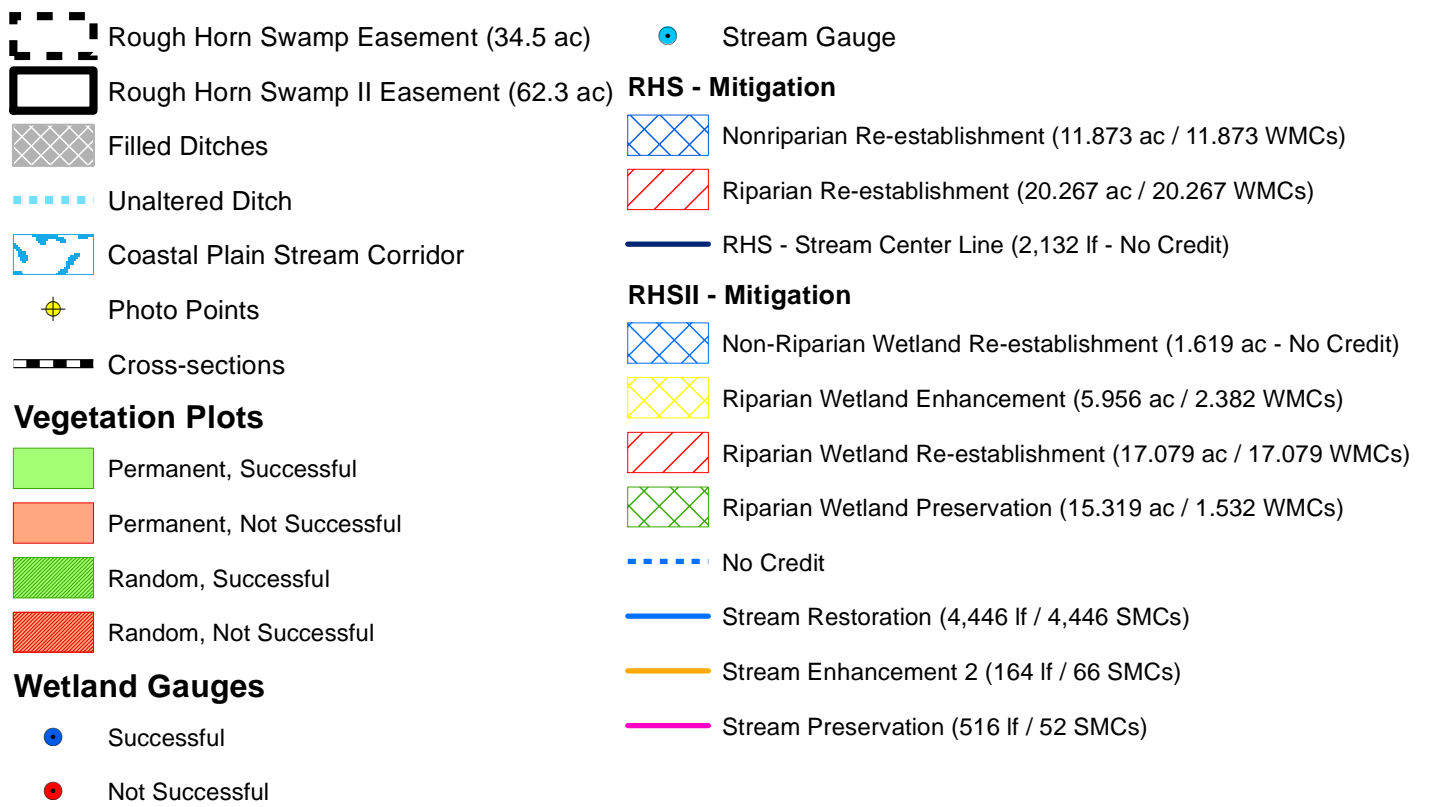 Rough Horn Swamp Easement (34.5 ac)
Rough Horn Swamp II Easement (62.3 ac)
Filled Ditches
Unaltered Ditch
Coastal Plain Stream Corridor
Photo Points
Cross-sections
Vegetation Plots
Permanent, Successful
Permanent, Not Successful
Random, Successful
Random, Not Successful
Wetland Gauges
Successful
Not Successful
Stream Gauge
RHS - Mitigation
Nonriparian Re-establishment (11.873 ac / 11.873 WMCs)
Riparian Re-establishment (20.267 ac / 20.267 WMCs)
RHS - Stream Center Line (2,132 lf - No Credit)
RHSII - Mitigation
Non-Riparian Wetland Re-establishment (1.619 ac - No Credit)
Riparian Wetland Enhancement (5.956 ac / 2.382 WMCs)
Riparian Wetland Re-establishment (17.079 ac / 17.079 WMCs)
Riparian Wetland Preservation (15.319 ac / 1.532 WMCs)
No Credit
Stream Restoration (4,446 lf / 4,446 SMCs)
Stream Enhancement 2 (164 lf / 66 SMCs)
Stream Preservation (516 lf / 52 SMCs)